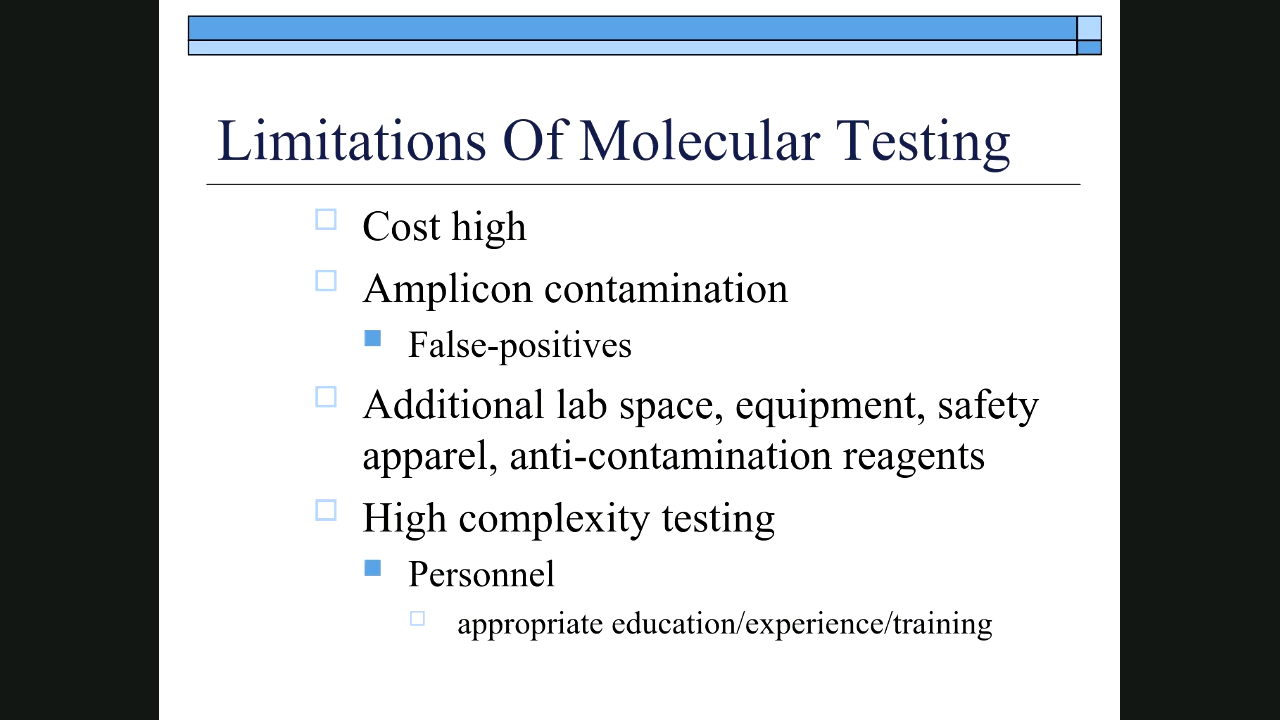 Limitations Of Molecular Testing
Cost high
Amplicon contamination
False-positives
Additional lab space, equipment, safety
apparel, anti-contamination reagents
High complexity testing
Personnel
appropriate education/experience/training